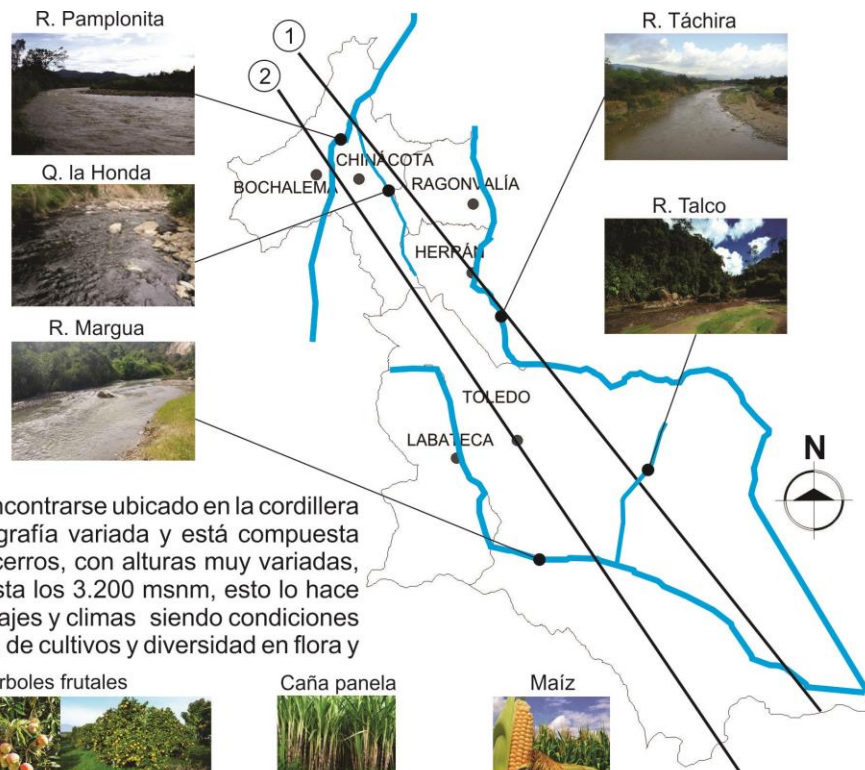 R. Pamplonita
R. Táchira
1
2
Q. la Honda
CHINÁCOTA
BOCHALEMA
RAGONVALÍA
R. Talco
HERRÁN
R. Margua
TOLEDO
LABATECA
N
ncontrarse ubicado en la cordillera
grafía variada y está compuesta
cerros, con alturas muy variadas,
sta los 3.200 msnm, esto lo hace
ajes y climas siendo condiciones
de cultivos y diversidad en flora y
rboles frutales
Caña panela
Maíz